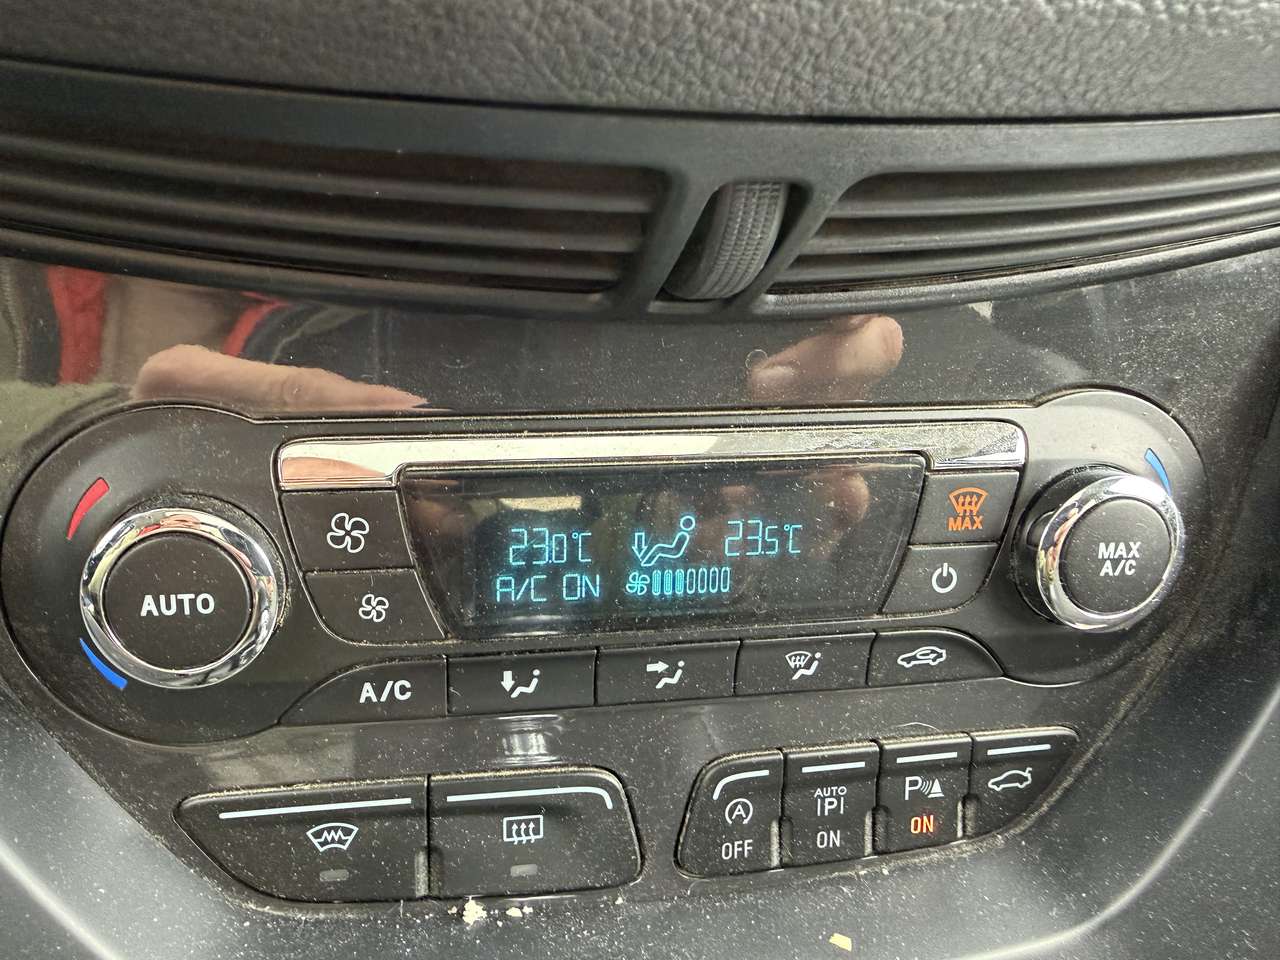 23.0°C 23.5°C
A/C ON
MAX
AUTO
MAX
A/C
A/C
AUTO
P
P
OFF
ON
ON